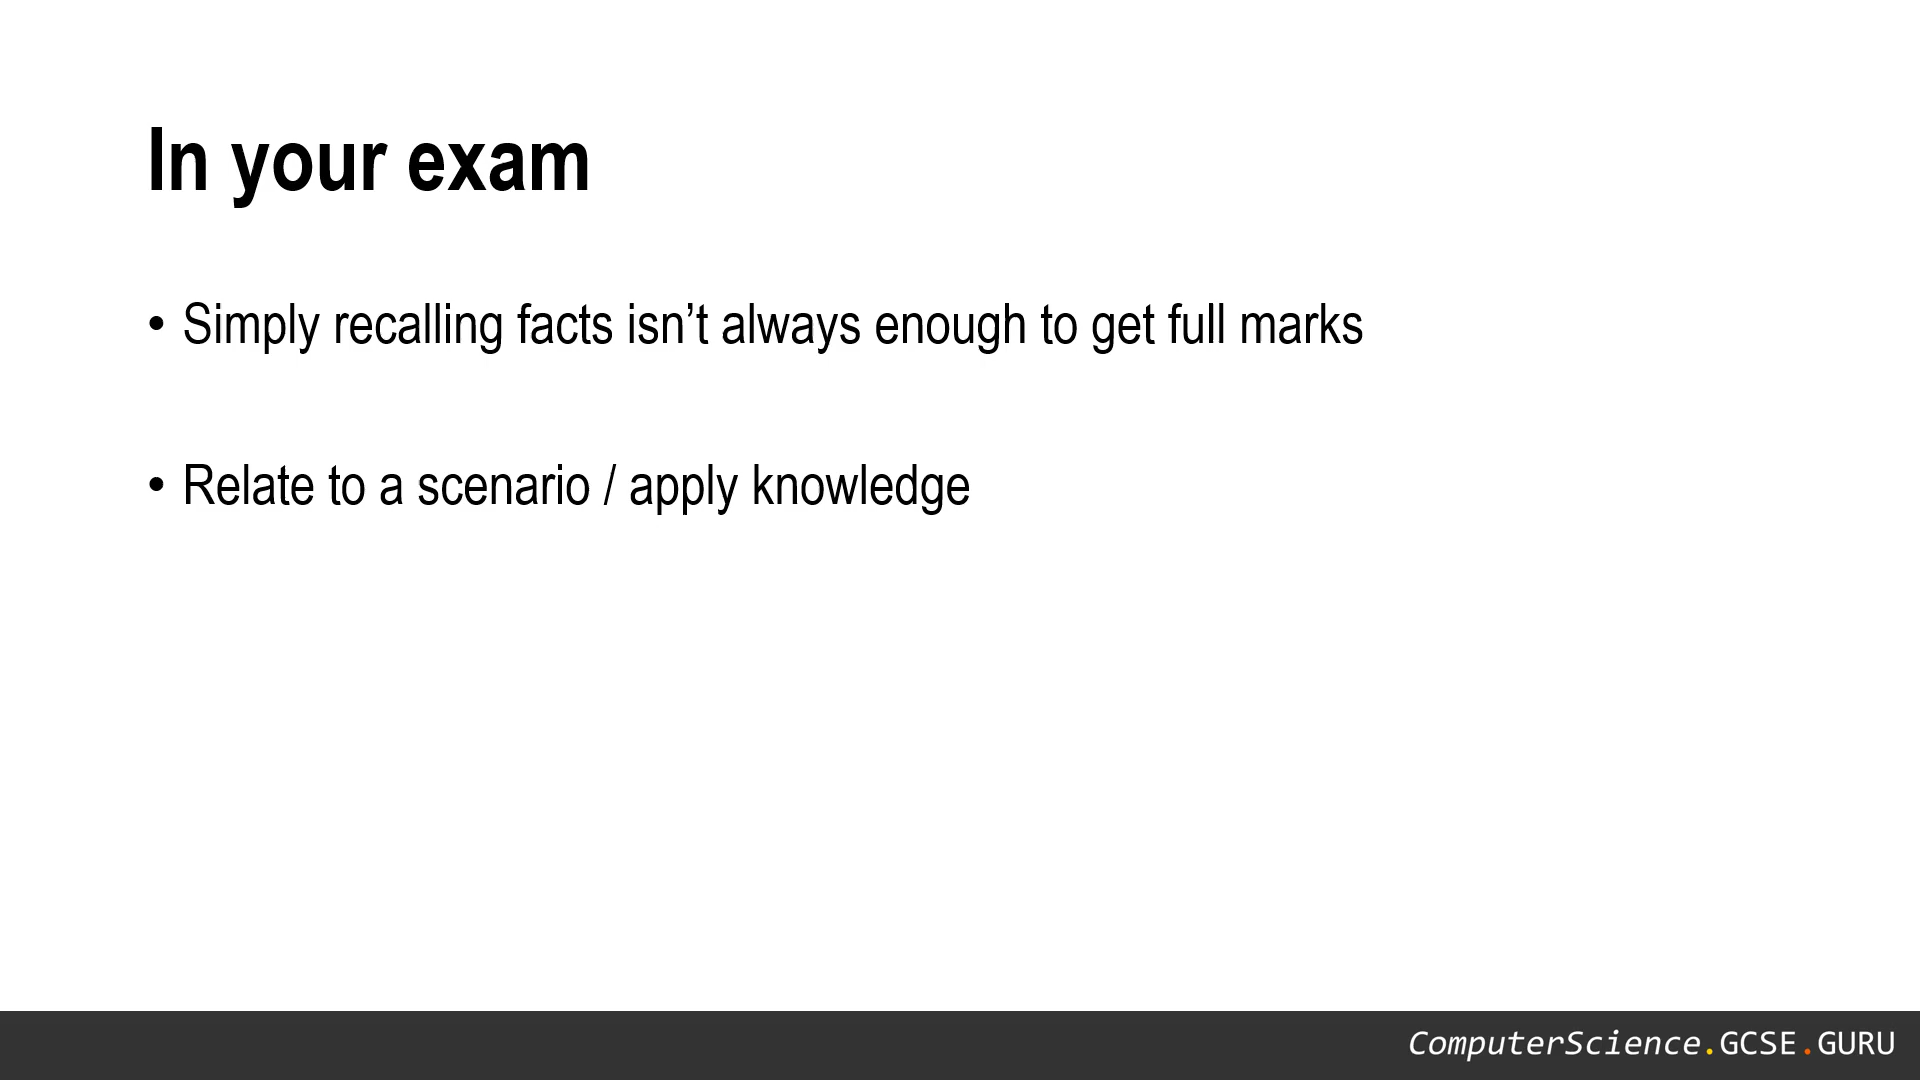 In your exam
• Simply recalling facts isn’t always enough to get full marks
• Relate to a scenario / apply knowledge
ComputerScience.GCSE.GURU